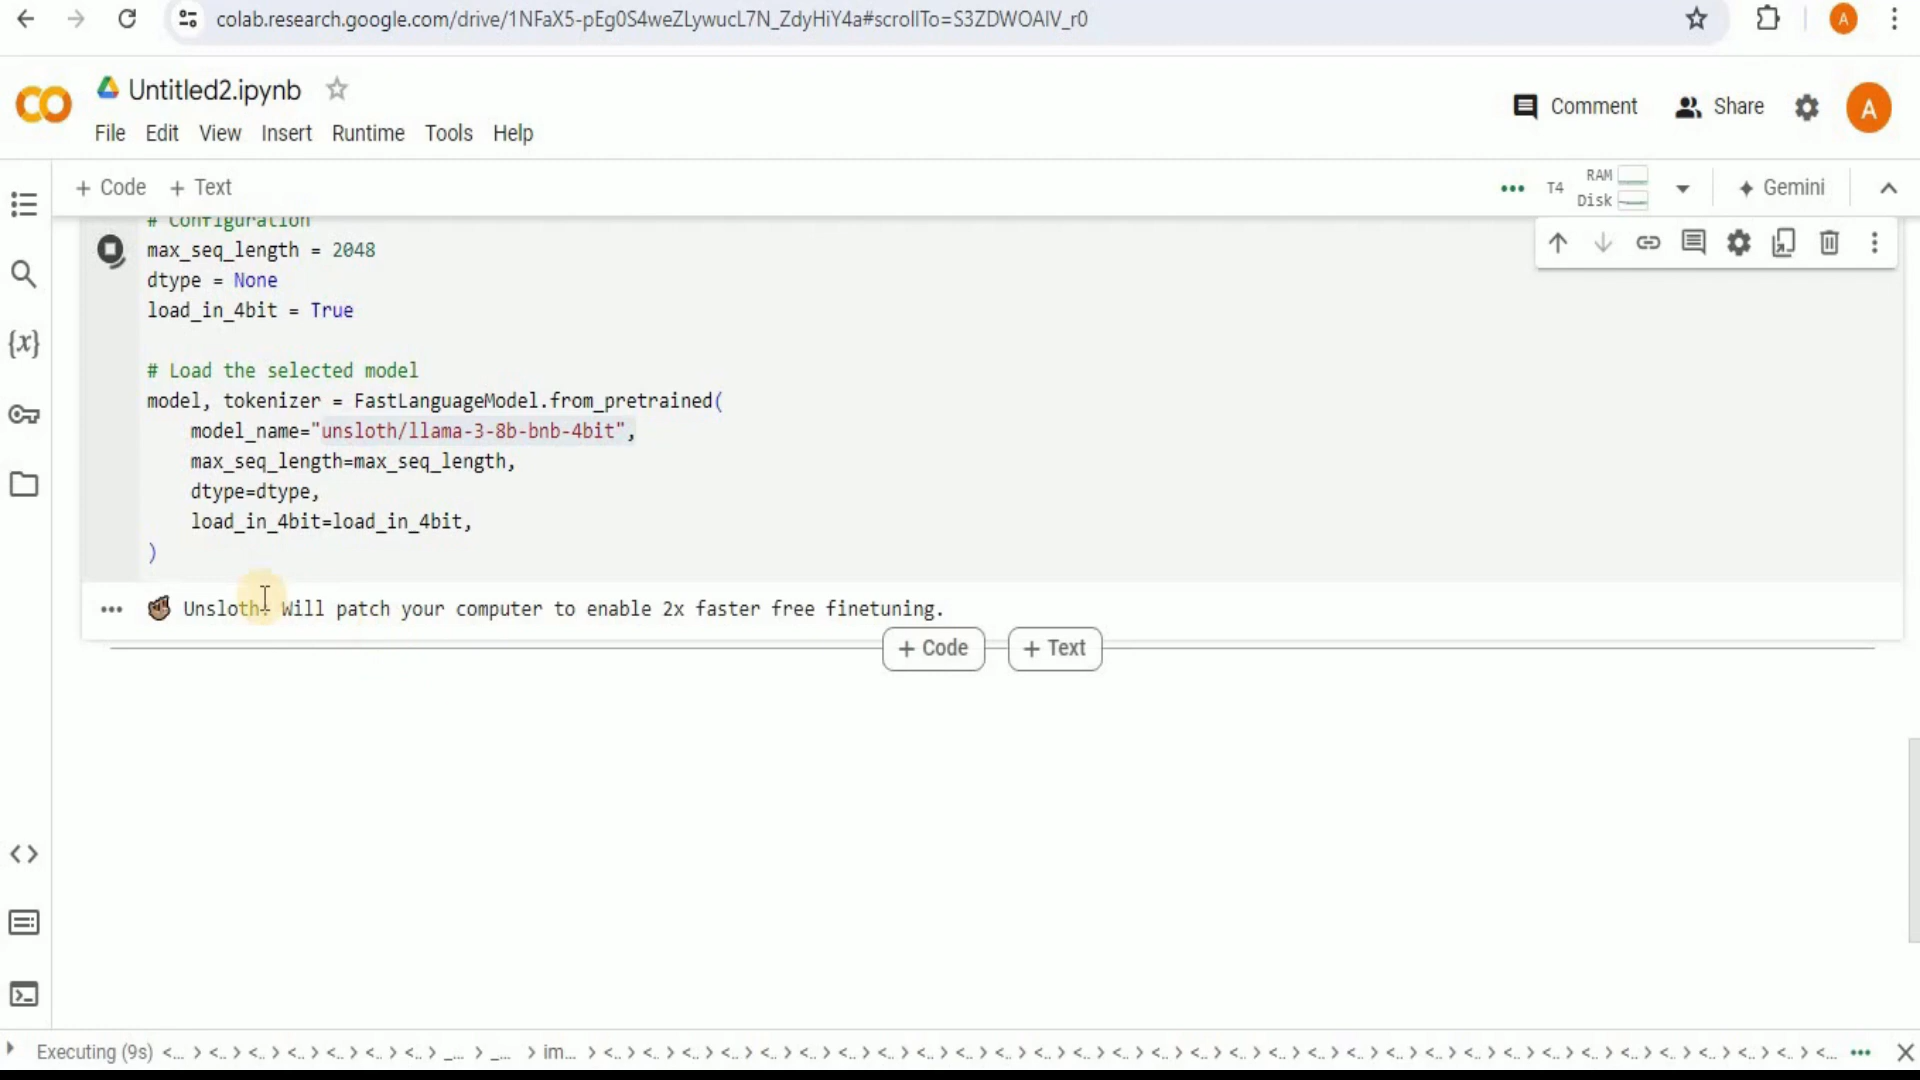 colab.research.google.com/drive/1NFaX5-pEg0S4weZLywucL7N_ZdyHiY4a#scrollTo=S3ZDWOAlV_r0
A
CO
Untitled2.ipynb
Comment
Share
A
File Edit View Insert Runtime Tools Help
+ Code + Text
T4
RAM
Disk
Gemini
# Configuration
max_seq_length = 2048
dtype = None
load_in_4bit = True
# Load the selected model
model, tokenizer = FastLanguageModel.from_pretrained(
model_name="unsloth/llama-3-8b-bnb-4bit",
max_seq_length=max_seq_length,
dtype=dtype,
load_in_4bit=load_in_4bit,
)
Unsloth: Will patch your computer to enable 2x faster free finetuning.
+ Code + Text
Executing (9s) <... > <.. > <.. > <.. > <.. > <.. > <.. > _... > _... > im... > <.. > <.. > <.. > <.. > <.. > <.. > <.. > <.. > <.. > <.. > <.. > <.. > <.. > <.. > <.. > <.. > <.. > <.. > <.. > <.. > <.. > <.. > <...